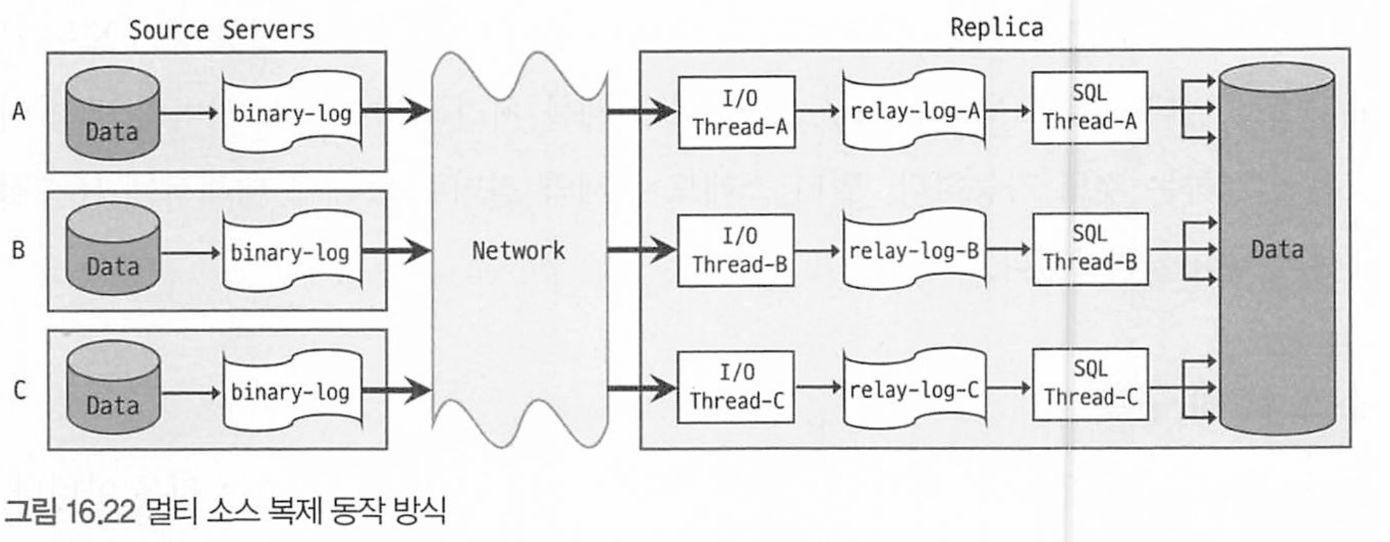 Source Servers
Replica
A
Data
binary-log
I/O
Thread-A
relay-log-A
SQL
Thread-A
B
Data
binary-log
Network
I/O
Thread-B
relay-log-B
SQL
Thread-B
Data
C
Data
binary-log
I/O
Thread-C
relay-log-C
SQL
Thread-C
그림 16.22 멀티 소스 복제 동작 방식